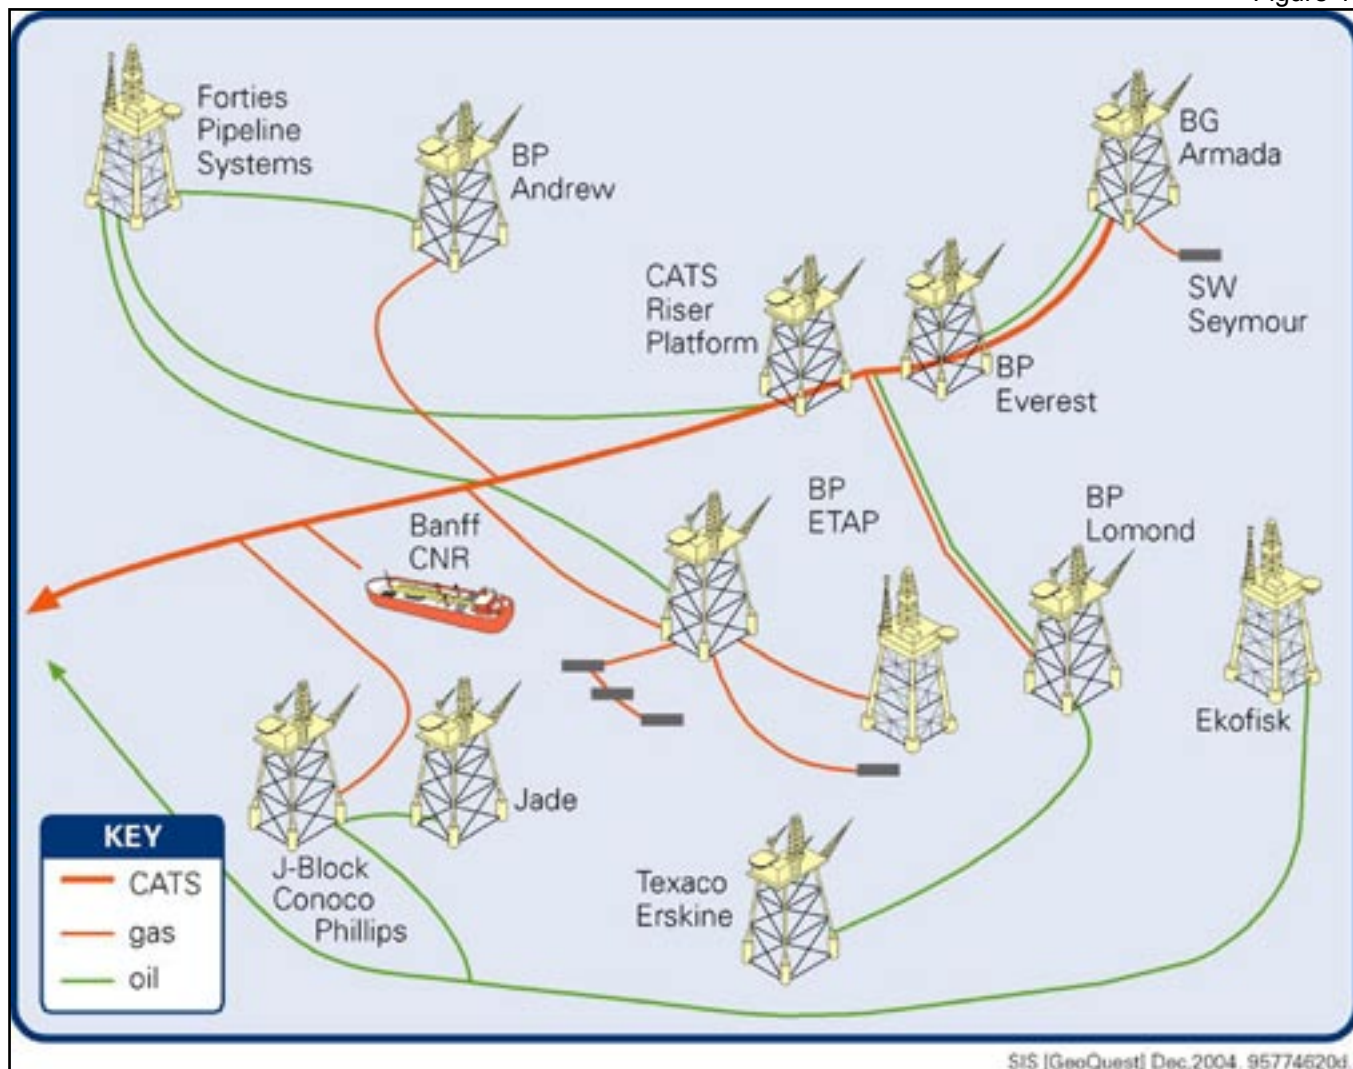 Forties
Pipeline
Systems
BP
Andrew
BG
Armada
CATS
Riser
Platform
SW
Seymour
BP
Everest
BP
ETAP
BP
Lomond
Banff
CNR
Ekofisk
Jade
J-Block
Conoco
Phillips
Texaco
Erskine
KEY
CATS
gas
oil
SIS [GeoQuest] Dec.2004. 95774620d.